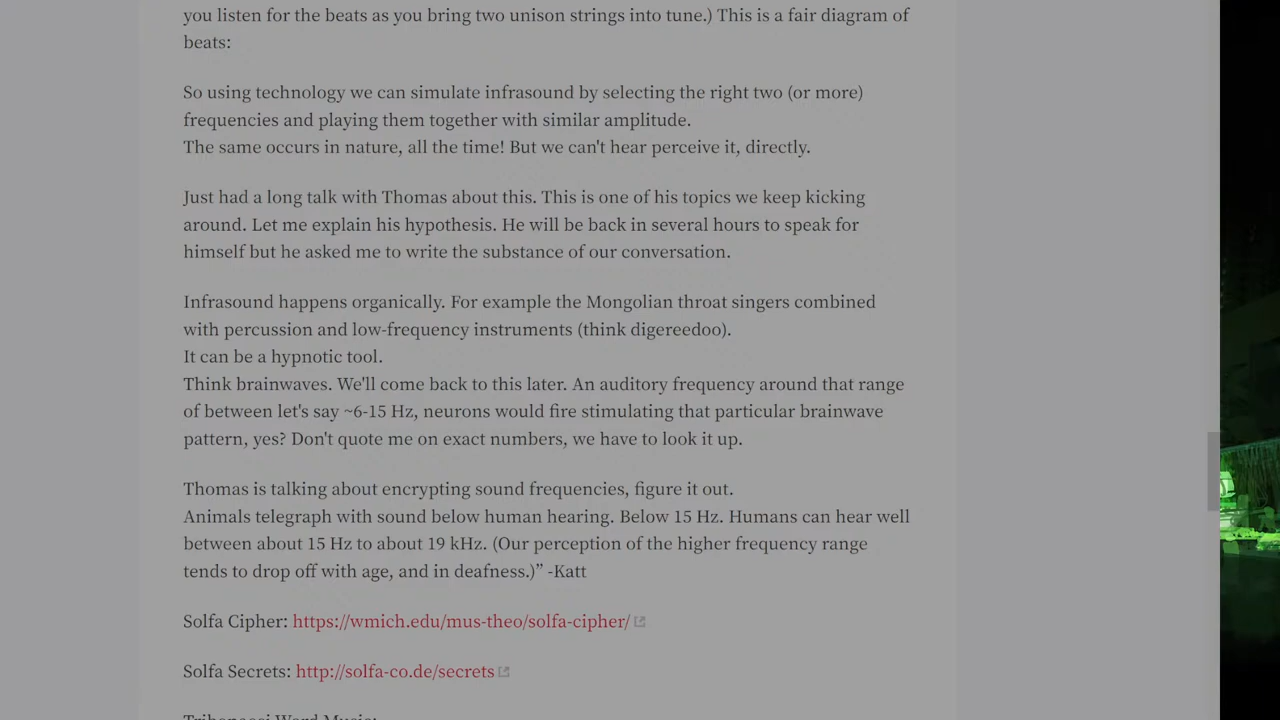 you listen for the beats as you bring two unison strings into tune.) This is a fair diagram of
beats:
So using technology we can simulate infrasound by selecting the right two (or more)
frequencies and playing them together with similar amplitude.
The same occurs in nature, all the time! But we can't hear perceive it, directly.
Just had a long talk with Thomas about this. This is one of his topics we keep kicking
around. Let me explain his hypothesis. He will be back in several hours to speak for
himself but he asked me to write the substance of our conversation.
Infrasound happens organically. For example the Mongolian throat singers combined
with percussion and low-frequency instruments (think digereedoo).
It can be a hypnotic tool.
Think brainwaves. We'll come back to this later. An auditory frequency around that range
of between let's say ~6-15 Hz, neurons would fire stimulating that particular brainwave
pattern, yes? Don't quote me on exact numbers, we have to look it up.
Thomas is talking about encrypting sound frequencies, figure it out.
Animals telegraph with sound below human hearing. Below 15 Hz. Humans can hear well
between about 15 Hz to about 19 kHz. (Our perception of the higher frequency range
tends to drop off with age, and in deafness.)” -Katt
Solfa Cipher: https://wmich.edu/mus-theo/solfa-cipher/
Solfa Secrets: http://solfa-co.de/secrets
Tribonacci Word Music: